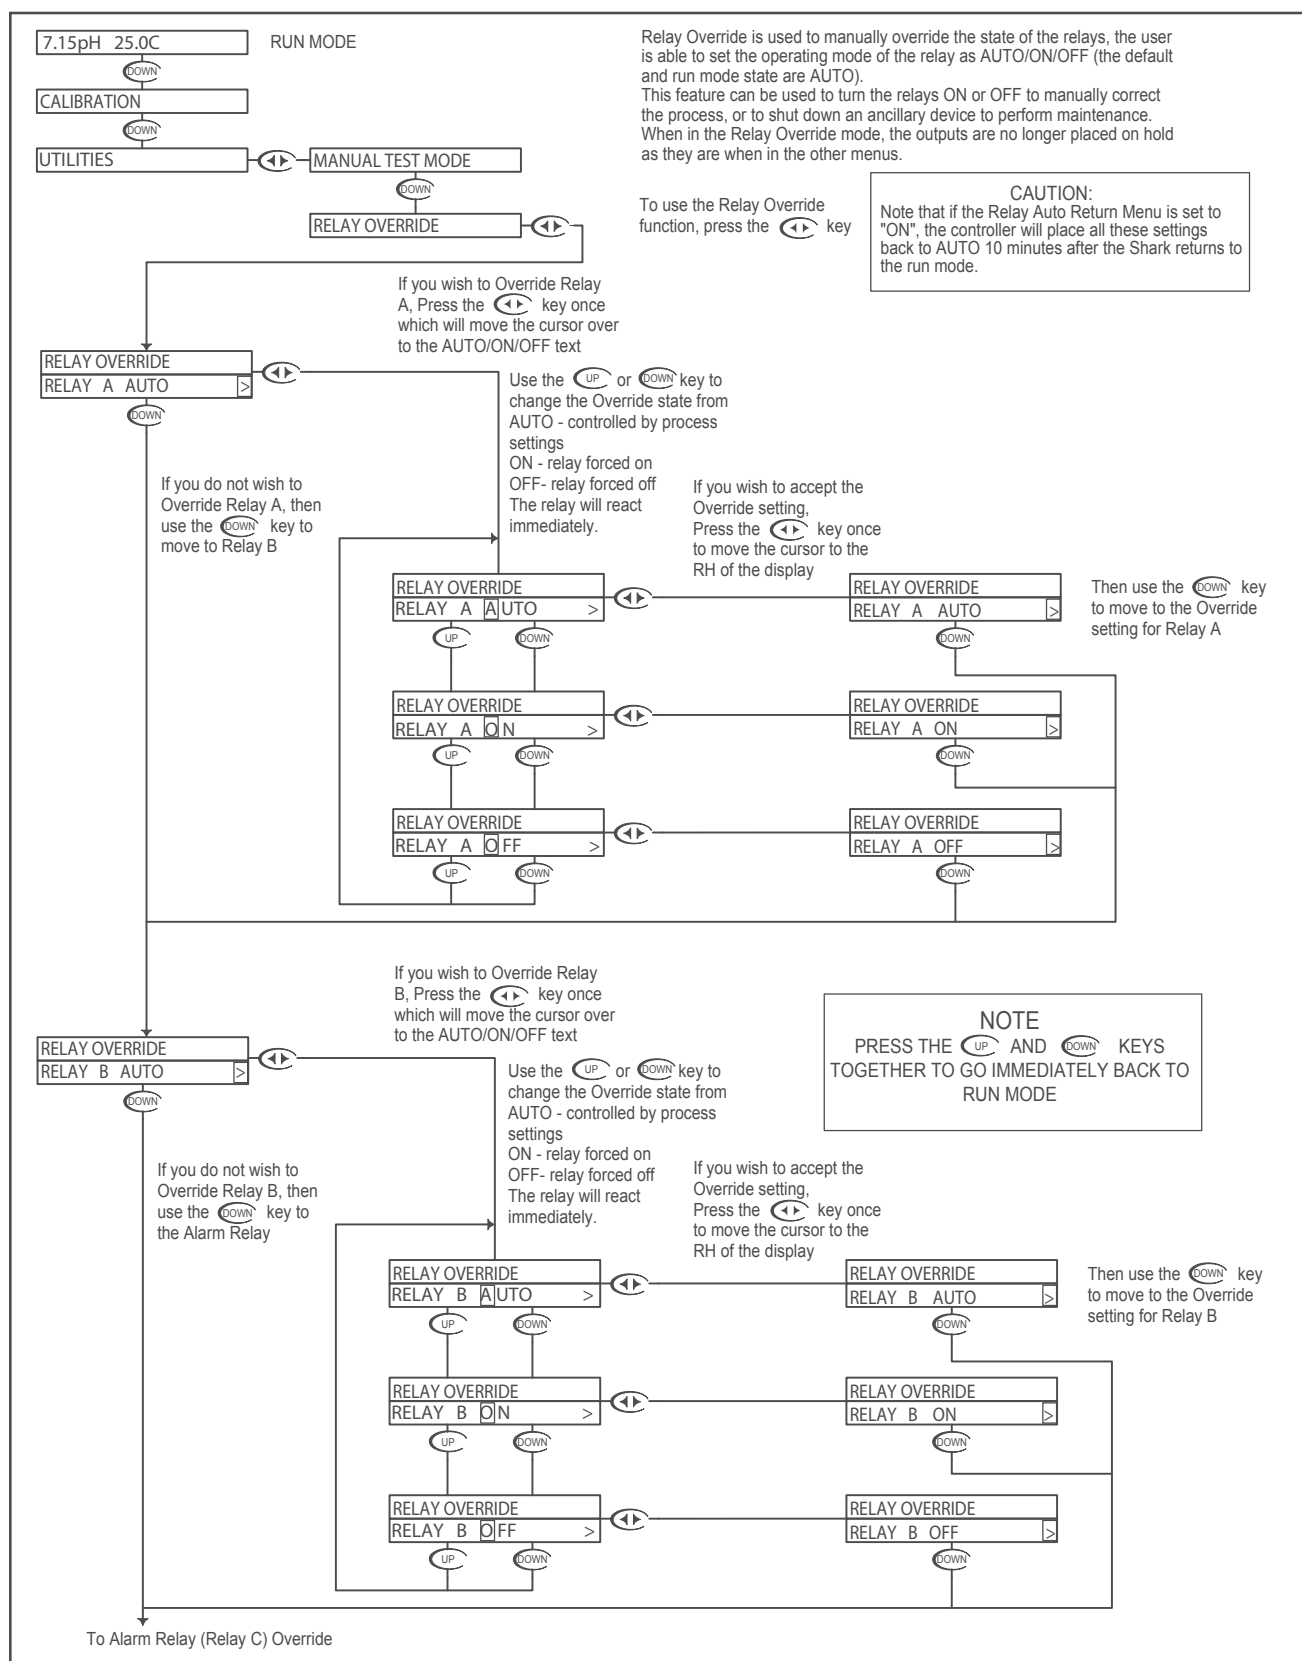 7.15pH 25.0C
RUN MODE
DOWN
CALIBRATION
DOWN
UTILITIES
MANUAL TEST MODE
DOWN
RELAY OVERRIDE
Relay Override is used to manually override the state of the relays, the user
is able to set the operating mode of the relay as AUTO/ON/OFF (the default
and run mode state are AUTO).
This feature can be used to turn the relays ON or OFF to manually correct
the process, or to shut down an ancillary device to perform maintenance.
When in the Relay Override mode, the outputs are no longer placed on hold
as they are when in the other menus.
To use the Relay Override
function, press the key
CAUTION:
Note that if the Relay Auto Return Menu is set to
"ON", the controller will place all these settings
back to AUTO 10 minutes after the Shark returns to
the run mode.
If you wish to Override Relay
A, Press the key once
which will move the cursor over
to the AUTO/ON/OFF text
RELAY OVERRIDE
RELAY A AUTO >
DOWN
If you do not wish to
Override Relay A, then
use the DOWN key to
move to Relay B
Use the UP or DOWN key to
change the Override state from
AUTO - controlled by process
settings
ON - relay forced on
OFF- relay forced off
The relay will react
immediately.
If you wish to accept the
Override setting,
Press the key once
to move the cursor to the
RH of the display
RELAY OVERRIDE
RELAY A AUTO >
UP DOWN
RELAY OVERRIDE
RELAY A AUTO >
DOWN
Then use the DOWN key
to move to the Override
setting for Relay A
RELAY OVERRIDE
RELAY A ON >
UP DOWN
RELAY OVERRIDE
RELAY A ON >
DOWN
RELAY OVERRIDE
RELAY A OFF >
UP DOWN
RELAY OVERRIDE
RELAY A OFF >
DOWN
If you wish to Override Relay
B, Press the key once
which will move the cursor over
to the AUTO/ON/OFF text
NOTE
PRESS THE UP AND DOWN KEYS
TOGETHER TO GO IMMEDIATELY BACK TO
RUN MODE
RELAY OVERRIDE
RELAY B AUTO >
DOWN
If you do not wish to
Override Relay B, then
use the DOWN key to
the Alarm Relay
Use the UP or DOWN key to
change the Override state from
AUTO - controlled by process
settings
ON - relay forced on
OFF- relay forced off
The relay will react
immediately.
If you wish to accept the
Override setting,
Press the key once
to move the cursor to the
RH of the display
RELAY OVERRIDE
RELAY B AUTO >
UP DOWN
RELAY OVERRIDE
RELAY B AUTO >
DOWN
Then use the DOWN key
to move to the Override
setting for Relay B
RELAY OVERRIDE
RELAY B ON >
UP DOWN
RELAY OVERRIDE
RELAY B ON >
DOWN
RELAY OVERRIDE
RELAY B OFF >
UP DOWN
RELAY OVERRIDE
RELAY B OFF >
DOWN
To Alarm Relay (Relay C) Override